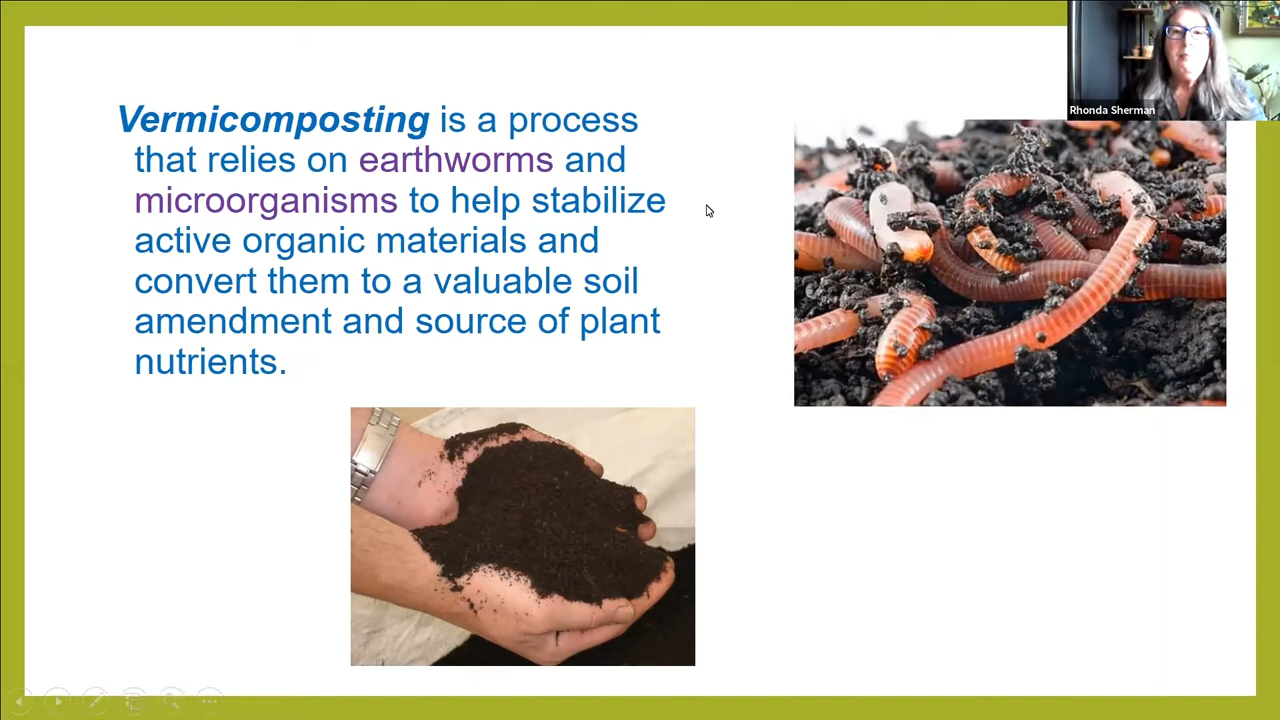 Rhonda Sherman
Vermicomposting is a process
that relies on earthworms and
microorganisms to help stabilize
active organic materials and
convert them to a valuable soil
amendment and source of plant
nutrients.